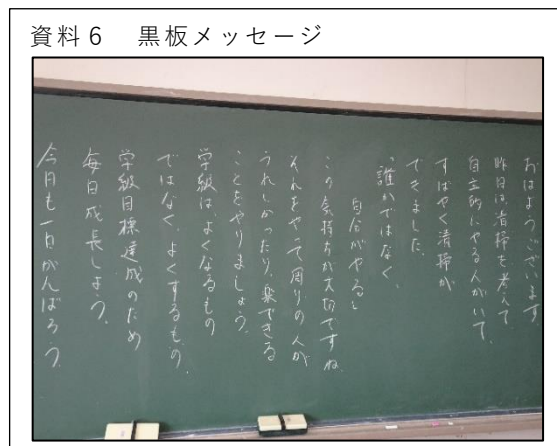 資料6 黒板メッセージ
おはようございます
昨日は清掃を考えて
自主的にやる人がいて、
すばやく清掃が
できました。
「誰かではなく、
自分がやる」
この気持ちが大切ですね。
それをやって周りの人が
うれしかったり、楽できる
ことをやりましょう。
学級は、よくなるもの
ではなく、よくするもの。
学級目標達成のため
毎日成長しよう。
今日も一日がんばろう。